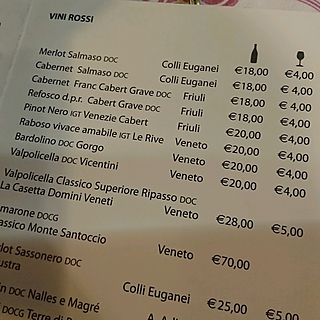 VINI ROSSI
Merlot Salmaso DOC
Cabernet Salmaso DOC
Cabernet Franc Cabert Grave DOC
Refosco d.p.r. Cabert Grave DOC
Pinot Nero IGT Venezie Cabert
Raboso vivace amabile IGT Le Rive
Bardolino DOC Gorgo
Valpolicella DOC Vicentini
Valpolicella Classico Superiore Ripasso DOC
La Casetta Domini Veneti
marone DOCG
assico Monte Santoccio
lot Sassonero DOC
ustra
DOC Nalles e Magré
DOCG Terre di
Colli Euganei
Colli Euganei
Friuli
Friuli
Veneto
Veneto
Veneto
Veneto
Veneto
Colli Euganei
€18,00 €4,00
€18,00 €4,00
€18,00 €4,00
€20,00 €4,00
€20,00 €4,00
€20,00 €4,00
€20,00 €4,00
€28,00 €5,00
€70,00
€25,00 €5,00